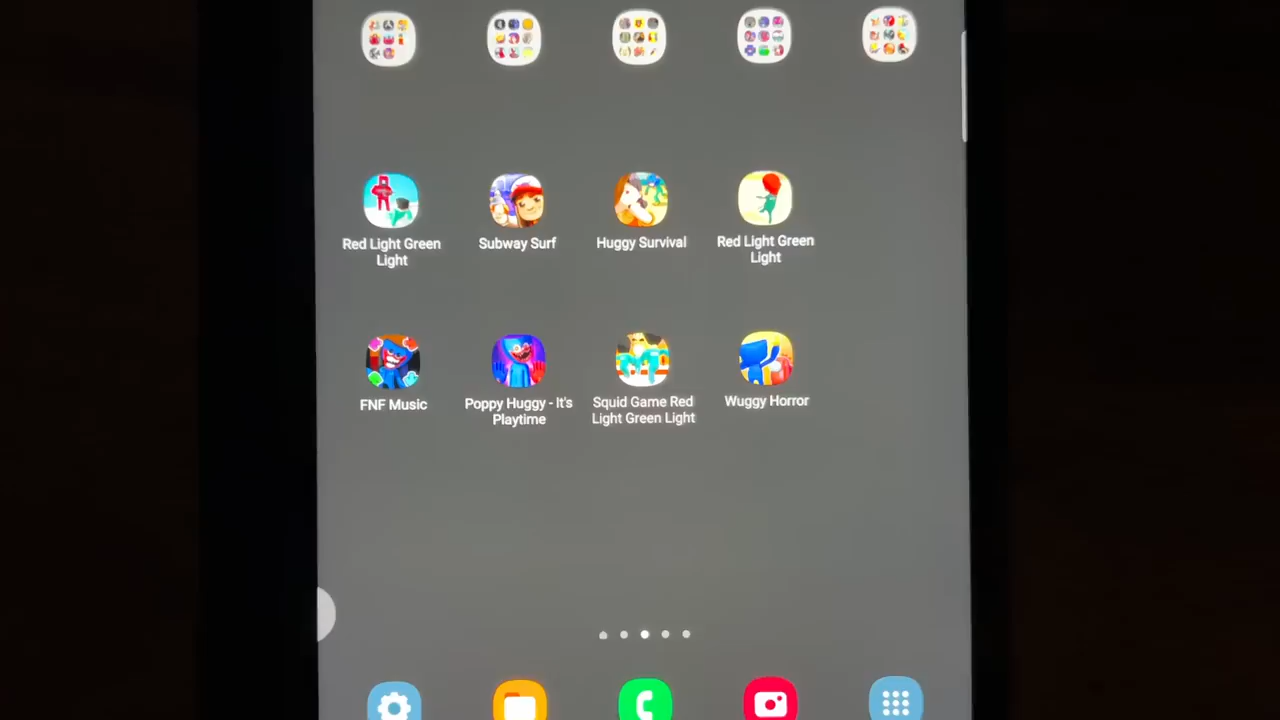 Red Light Green
Light
Subway Surf
Huggy Survival
Red Light Green
Light
FNF Music
Poppy Huggy - It's
Playtime
Squid Game Red
Light Green Light
Wuggy Horror